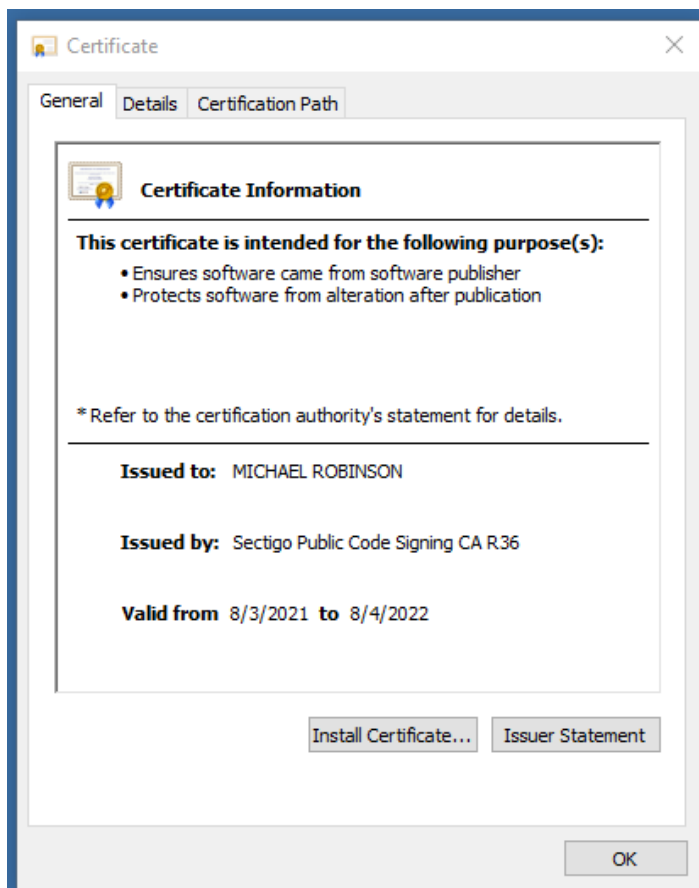 Certificate
General Details Certification Path
Certificate Information
This certificate is intended for the following purpose(s):
• Ensures software came from software publisher
• Protects software from alteration after publication
* Refer to the certification authority's statement for details.
Issued to: MICHAEL ROBINSON
Issued by: Sectigo Public Code Signing CA R36
Valid from 8/3/2021 to 8/4/2022
Install Certificate... Issuer Statement
OK